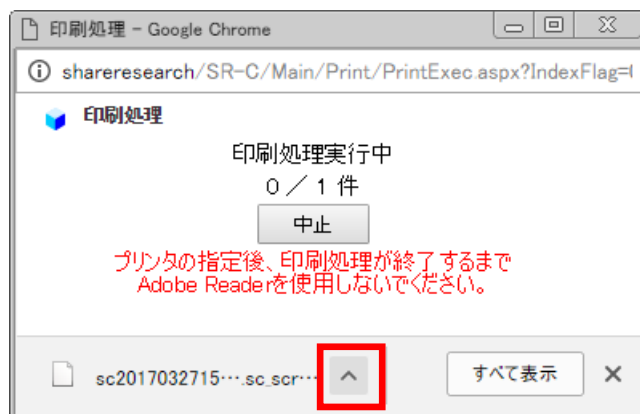 印刷処理 - Google Chrome
shareresearch/SR-C/Main/Print/PrintExec.aspx?IndexFlag=
印刷処理
印刷処理実行中
0 / 1 件
中止
プリンタの指定後、印刷処理が終了するまで
Adobe Readerを使用しないでください。
sc2017032715….sc_scr… すべて表示